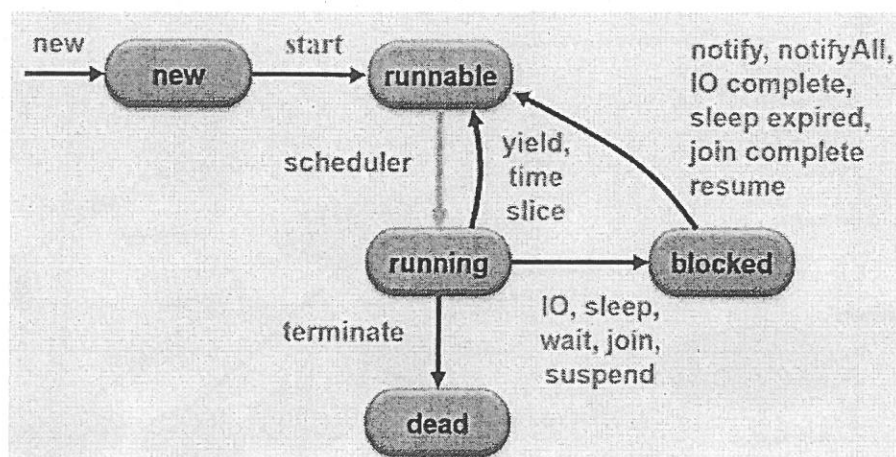 new
new
start
runnable
notify, notifyAll,
IO complete,
sleep expired,
join complete
resume
scheduler
yield,
time
slice
running
blocked
terminate
IO, sleep,
wait, join,
suspend
dead